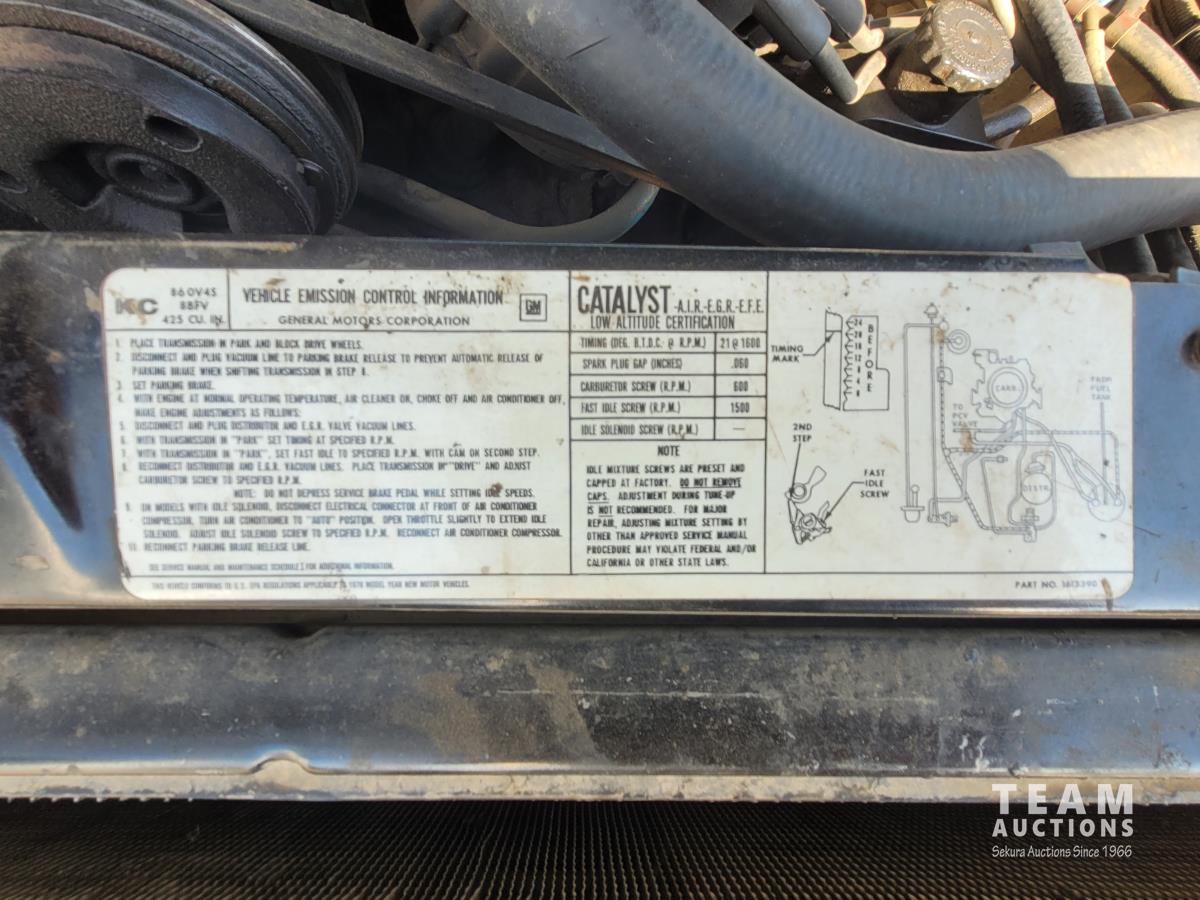 KC
860V4S
8BFV
425 CU. IN.
VEHICLE EMISSION CONTROL INFORMATION
GENERAL MOTORS CORPORATION
GM
1. PLACE TRANSMISSION IN PARK AND BLOCK DRIVE WHEELS.
2. DISCONNECT AND PLUG VACUUM LINE TO PARKING BRAKE RELEASE TO PREVENT AUTOMATIC RELEASE OF
PARKING BRAKE WHEN SHIFTING TRANSMISSION IN STEP 8.
3. SET PARKING BRAKE.
4. WITH ENGINE AT NORMAL OPERATING TEMPERATURE, AIR CLEANER ON, CHOKE OFF AND AIR CONDITIONER OFF,
MAKE ENGINE ADJUSTMENTS AS FOLLOWS:
5. DISCONNECT AND PLUG DISTRIBUTOR AND E.G.R. VALVE VACUUM LINES.
6. WITH TRANSMISSION IN "PARK" SET TIMING AT SPECIFIED R.P.M.
WITH TRANSMISSION IN "PARK", SET FAST IDLE TO SPECIFIED R.P.M. WITH CAM ON SECOND STEP.
8. RECONNECT DISTRIBUTOR AND E.G.R. VACUUM LINES. PLACE TRANSMISSION IN "DRIVE" AND ADJUST
CARBURETOR SCREW TO SPECIFIED R.P.M.
NOTE: DO NOT DEPRESS SERVICE BRAKE PEDAL WHILE SETTING IDLE SPEEDS.
9. ON MODELS WITH IDLE SOLENOID, DISCONNECT ELECTRICAL CONNECTOR AT FRONT OF AIR CONDITIONER
COMPRESSOR, TURN AIR CONDITIONER TO "AUTO" POSITION. OPEN THROTTLE SLIGHTLY TO EXTEND IDLE
SOLENOID. ADJUST IDLE SOLENOID SCREW TO SPECIFIED R.P.M. RECONNECT AIR CONDITIONER COMPRESSOR.
10. RECONNECT PARKING BRAKE RELEASE LINE.
SEE SERVICE MANUAL AND MAINTENANCE SCHEDULE FOR ADDITIONAL INFORMATION.
THIS VEHICLE CONFORMS TO U.S. EPA REGULATIONS APPLICABLE TO 1978 MODEL YEAR NEW MOTOR VEHICLES.
CATALYST -A.I.R.-E.G.R.-E.F.E.
LOW ALTITUDE CERTIFICATION
TIMING (DEG. B.T.D.C. @ R.P.M.) 21@1600
SPARK PLUG GAP (INCHES) .060
CARBURETOR SCREW (R.P.M.) 600
FAST IDLE SCREW (R.P.M.) 1500
IDLE SOLENOID SCREW (R.P.M.) —
NOTE
IDLE MIXTURE SCREWS ARE PRESET AND
CAPPED AT FACTORY. DO NOT REMOVE
CAPS. ADJUSTMENT DURING TUNE-UP
IS NOT RECOMMENDED. FOR MAJOR
REPAIR, ADJUSTING MIXTURE SETTING BY
OTHER THAN APPROVED SERVICE MANUAL
PROCEDURE MAY VIOLATE FEDERAL AND/OR
CALIFORNIA OR OTHER STATE LAWS.
TIMING
MARK
24
20
16
12
8
4
0
BEFORE
2ND
STEP
FAST
IDLE
SCREW
CARB.
FROM
FUEL
TANK
TO
PCV
VALVE
DISTR.
PART NO. 1613390
TEAM
AUCTIONS
Sekura Auctions Since 1966